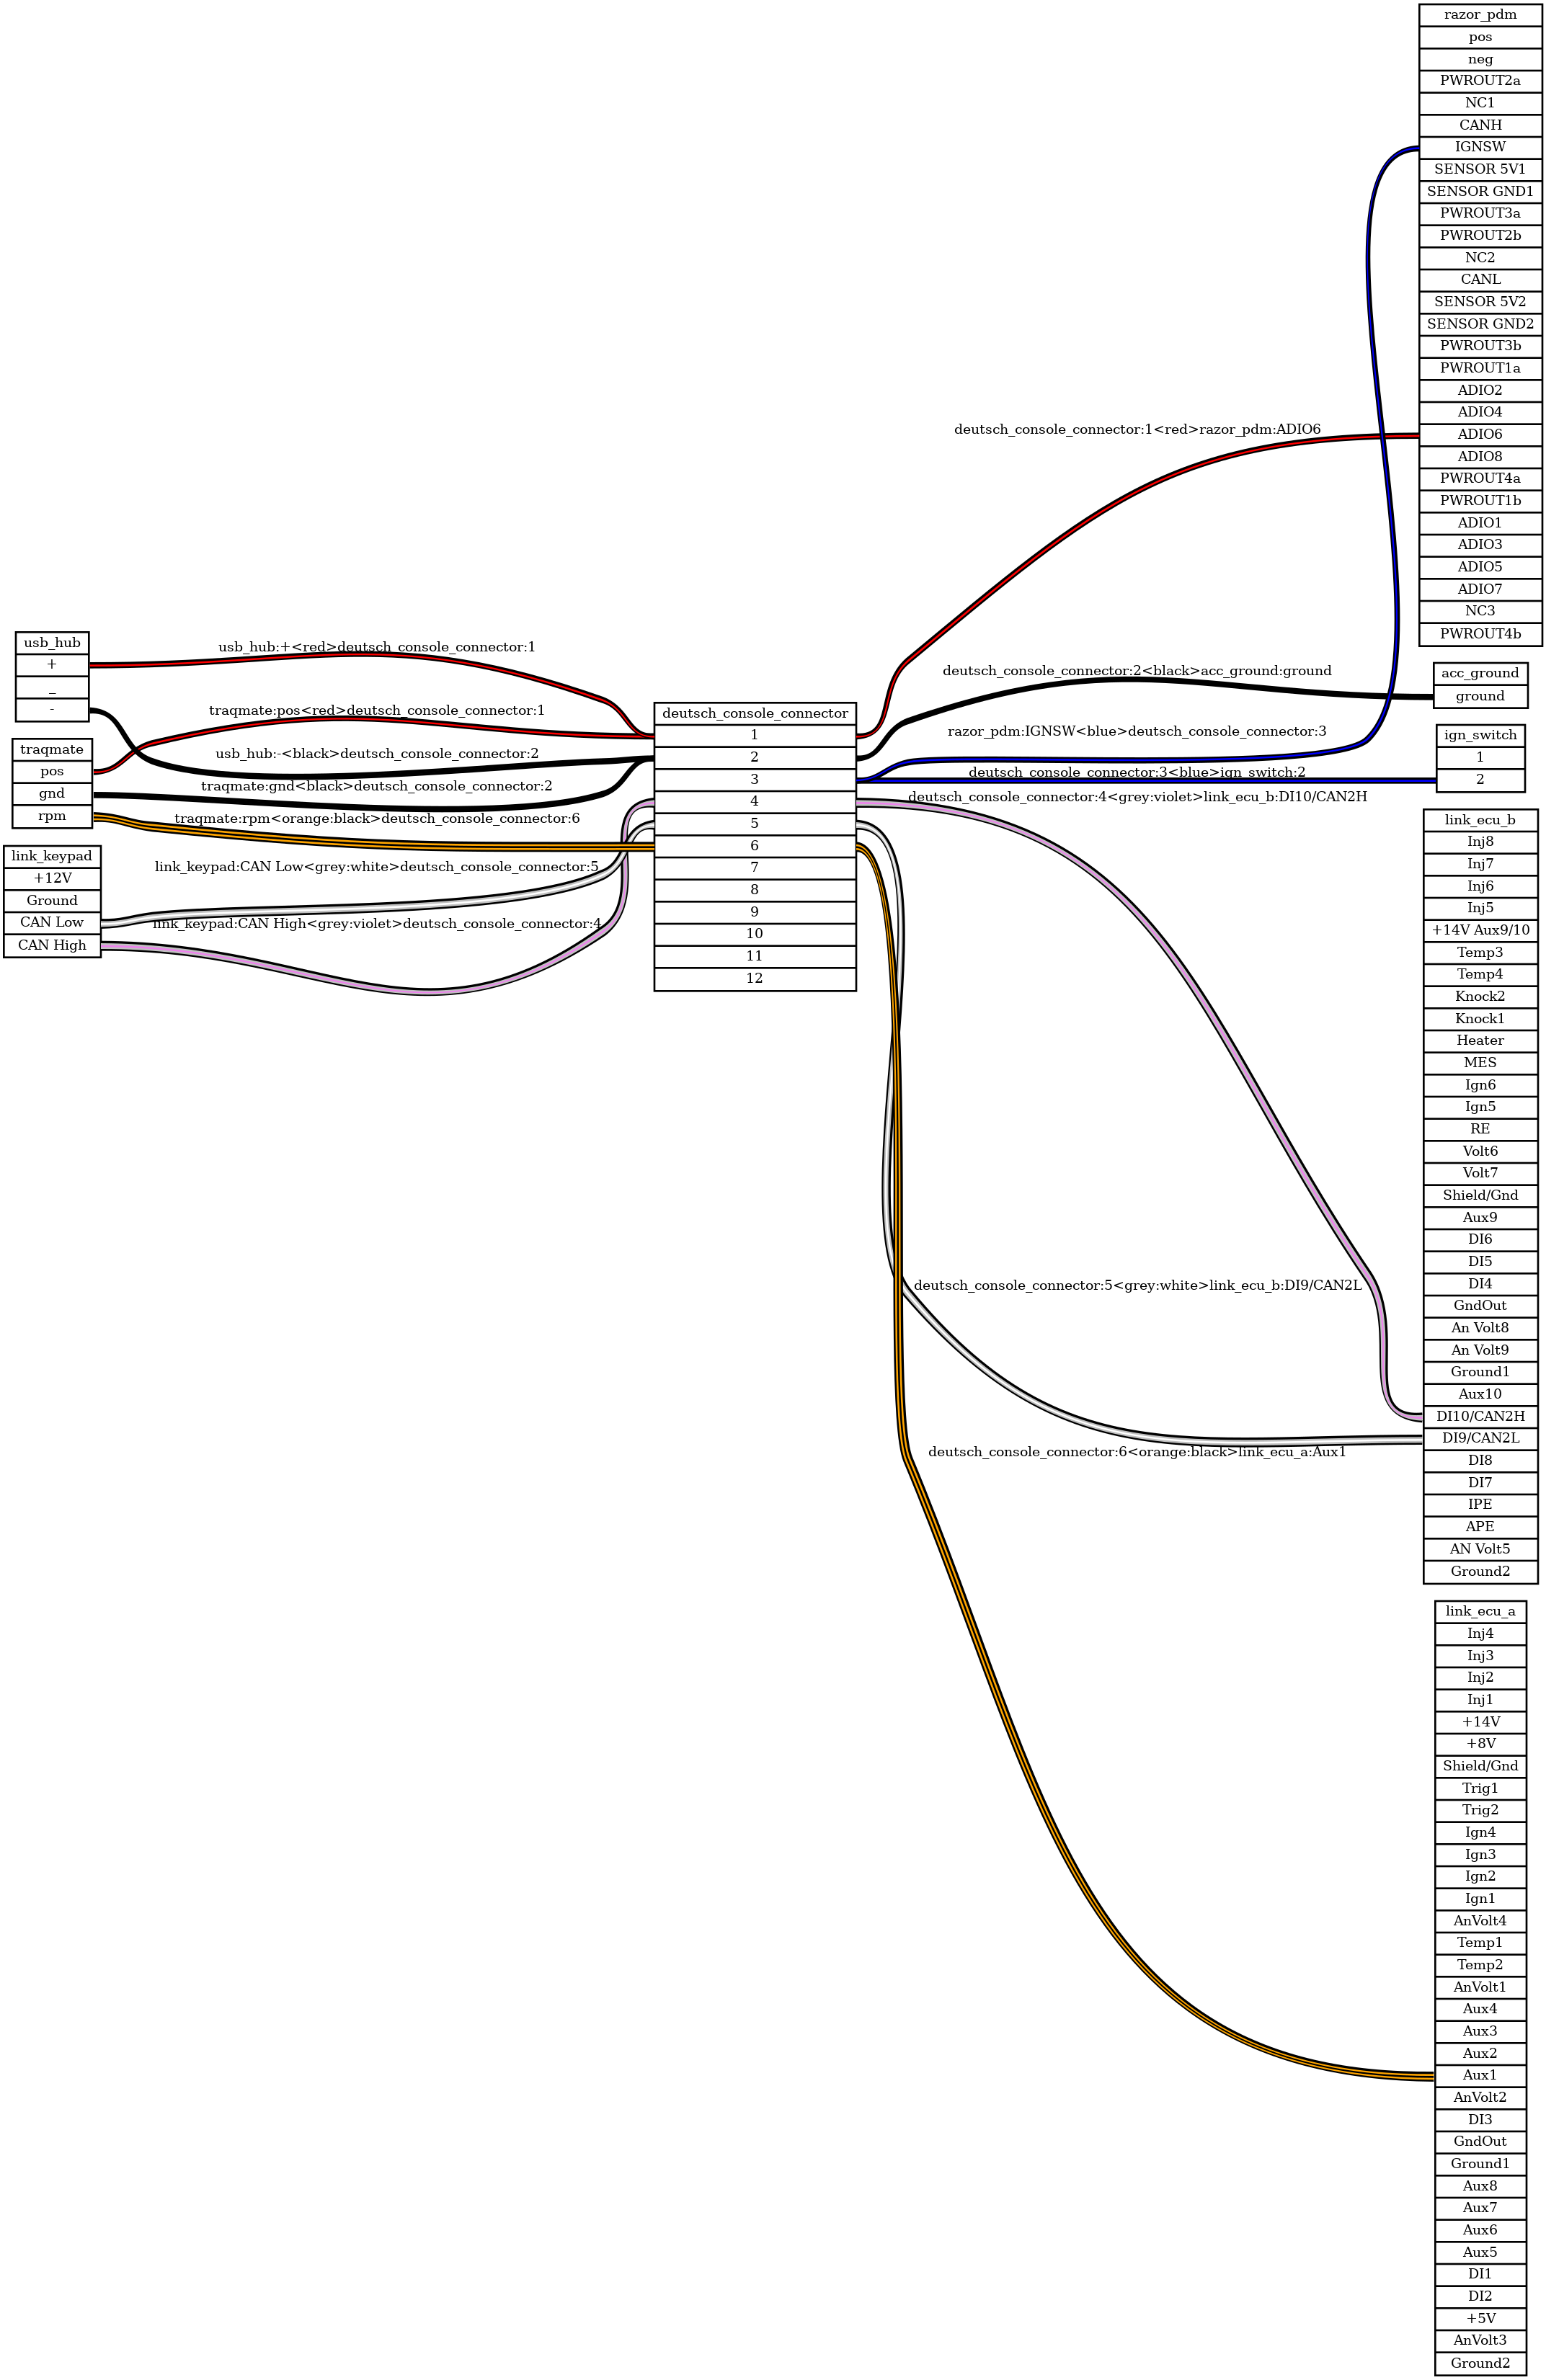 razor_pdm
pos
neg
PWROUT2a
NC1
CANH
IGNSW
SENSOR 5V1
SENSOR GND1
PWROUT3a
PWROUT2b
NC2
CANL
SENSOR 5V2
SENSOR GND2
PWROUT3b
PWROUT1a
ADIO2
ADIO4
ADIO6
ADIO8
PWROUT4a
PWROUT1b
ADIO1
ADIO3
ADIO5
ADIO7
NC3
PWROUT4b
deutsch_console_connector:1<red>razor_pdm:ADIO6
usb_hub
+
_
-
usb_hub:+<red>deutsch_console_connector:1
traqmate:pos<red>deutsch_console_connector:1
usb_hub:-<black>deutsch_console_connector:2
traqmate:gnd<black>deutsch_console_connector:2
traqmate:rpm<orange:black>deutsch_console_connector:6
link_keypad:CAN Low<grey:white>deutsch_console_connector:5
link_keypad:CAN High<grey:violet>deutsch_console_connector:4
traqmate
pos
gnd
rpm
link_keypad
+12V
Ground
CAN Low
CAN High
deutsch_console_connector
1
2
3
4
5
6
7
8
9
10
11
12
deutsch_console_connector:2<black>acc_ground:ground
razor_pdm:IGNSW<blue>deutsch_console_connector:3
deutsch_console_connector:3<blue>ign_switch:2
deutsch_console_connector:4<grey:violet>link_ecu_b:DI10/CAN2H
deutsch_console_connector:5<grey:white>link_ecu_b:DI9/CAN2L
deutsch_console_connector:6<orange:black>link_ecu_a:Aux1
acc_ground
ground
ign_switch
1
2
link_ecu_b
Inj8
Inj7
Inj6
Inj5
+14V Aux9/10
Temp3
Temp4
Knock2
Knock1
Heater
MES
Ign6
Ign5
RE
Volt6
Volt7
Shield/Gnd
Aux9
DI6
DI5
DI4
GndOut
An Volt8
An Volt9
Ground1
Aux10
DI10/CAN2H
DI9/CAN2L
DI8
DI7
IPE
APE
AN Volt5
Ground2
link_ecu_a
Inj4
Inj3
Inj2
Inj1
+14V
+8V
Shield/Gnd
Trig1
Trig2
Ign4
Ign3
Ign2
Ign1
AnVolt4
Temp1
Temp2
AnVolt1
Aux4
Aux3
Aux2
Aux1
AnVolt2
DI3
GndOut
Ground1
Aux8
Aux7
Aux6
Aux5
DI1
DI2
+5V
AnVolt3
Ground2